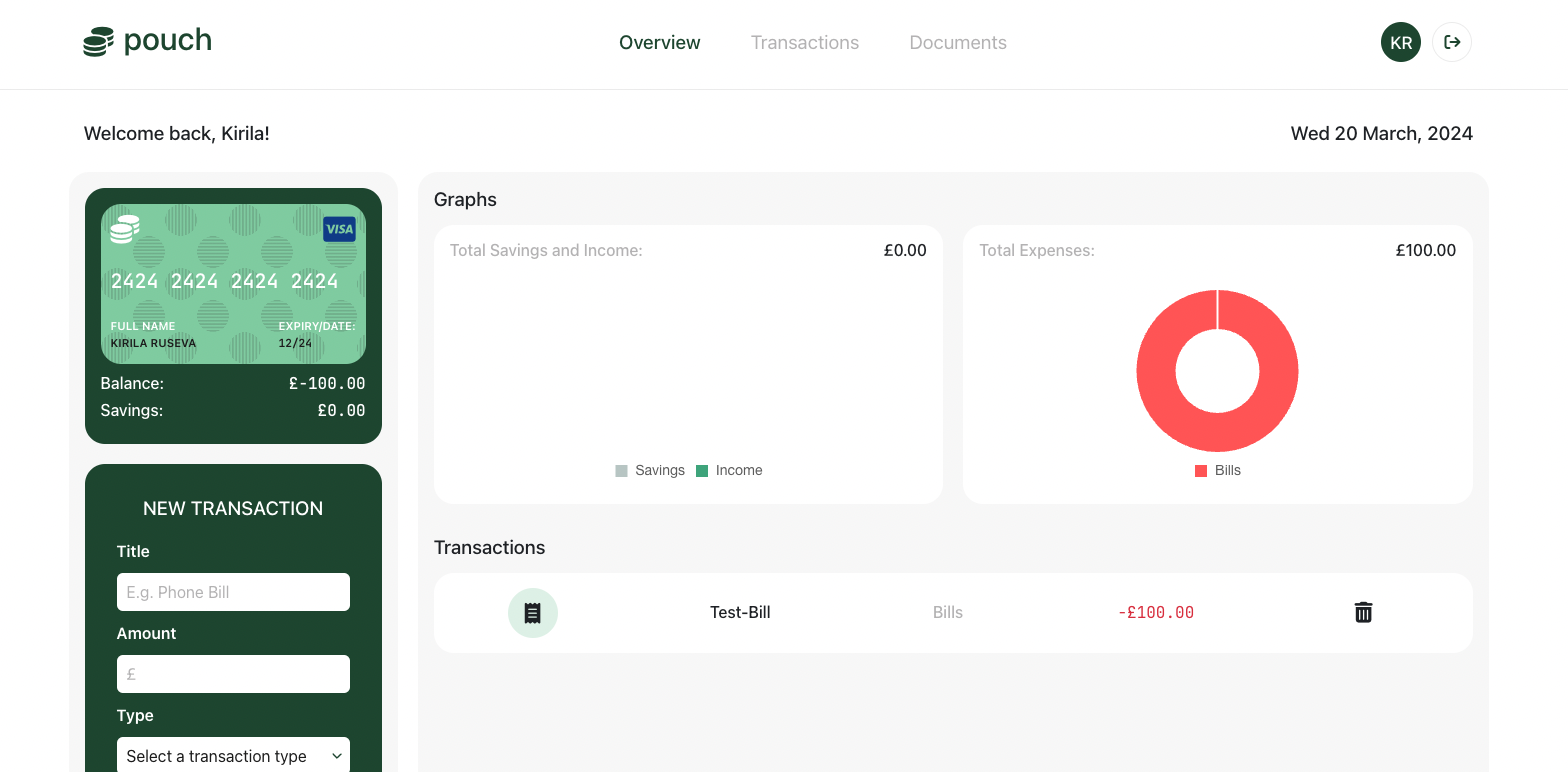 pouch
Overview Transactions Documents
KR
Welcome back, Kirila!
Wed 20 March, 2024
VISA
2424 2424 2424 2424
FULL NAME EXPIRY/DATE:
KIRILA RUSEVA 12/24
Balance: £-100.00
Savings: £0.00
NEW TRANSACTION
Title
E.g. Phone Bill
Amount
£
Type
Select a transaction type
Graphs
Total Savings and Income: £0.00
Savings Income
Total Expenses: £100.00
Bills
Transactions
Test-Bill Bills -£100.00